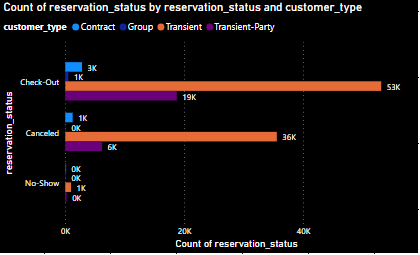 Count of reservation_status by reservation_status and customer_type
customer_type Contract Group Transient Transient-Party
3K
Check-Out
1K
53K
19K
1K
Canceled
0K
36K
6K
0K
No-Show
0K
1K
0K
reservation_status
0K 20K 40K
Count of reservation_status